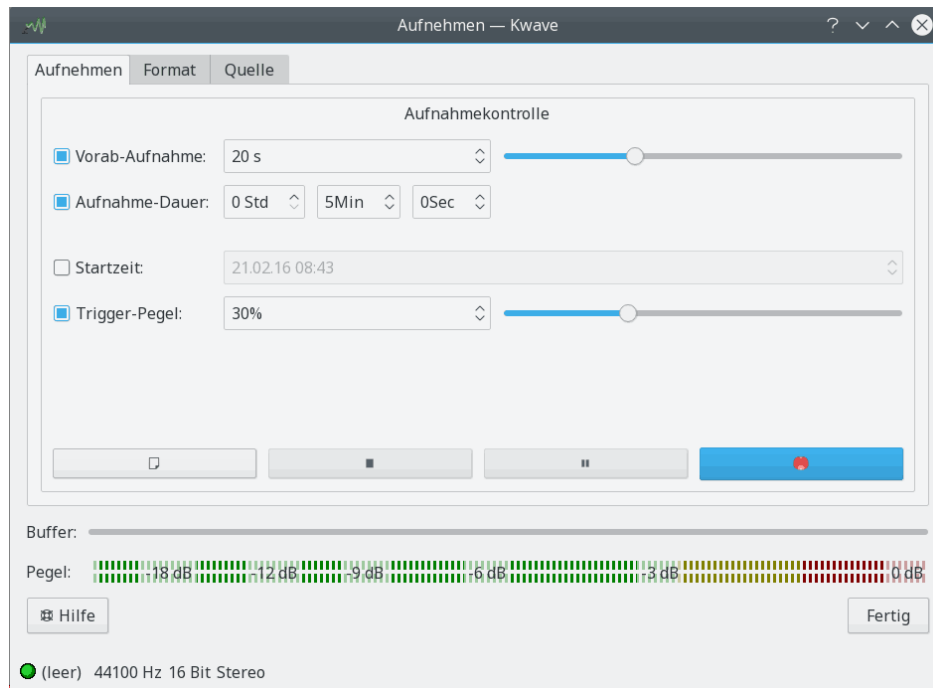 Aufnehmen — Kwave
Aufnehmen Format Quelle
Aufnahmekontrolle
Vorab-Aufnahme: 20 s
Aufnahme-Dauer: 0 Std 5Min 0Sec
Startzeit: 21.02.16 08:43
Trigger-Pegel: 30%
Buffer:
Pegel: -18 dB -12 dB -9 dB -6 dB -3 dB 0 dB
Hilfe Fertig
(leer) 44100 Hz 16 Bit Stereo